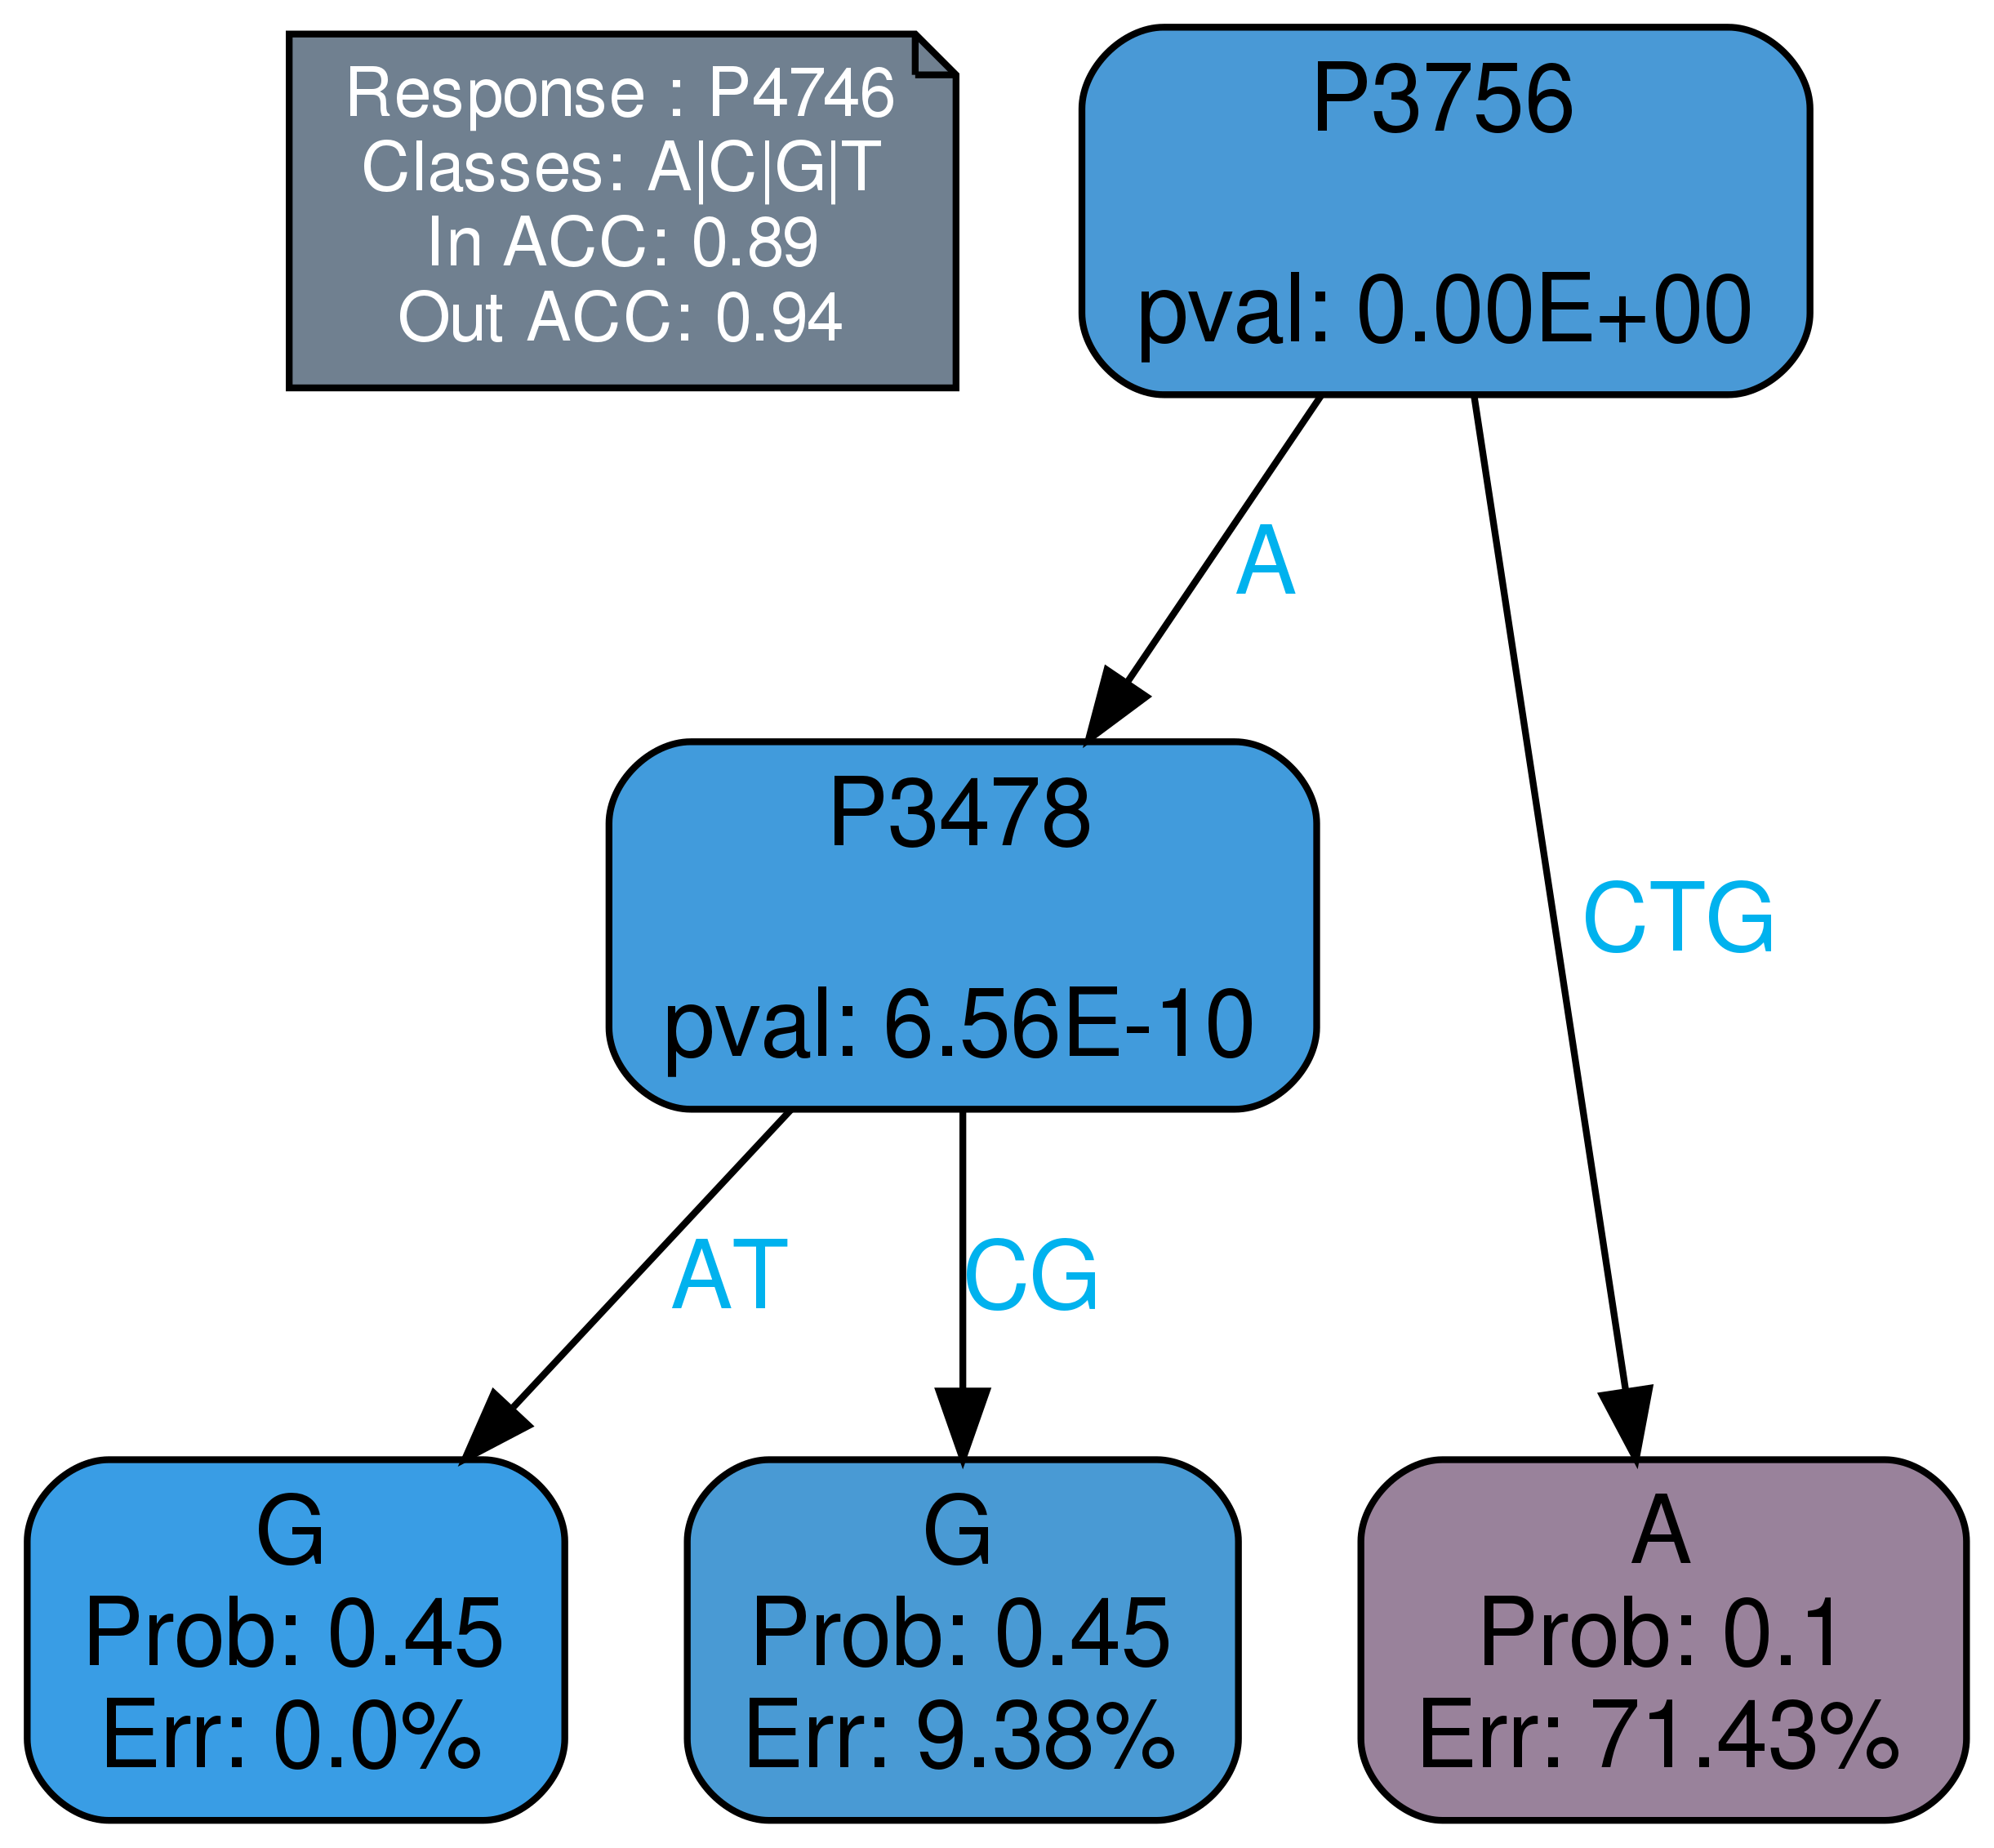 Response : P4746
Classes: A|C|G|T
In ACC: 0.89
Out ACC: 0.94
P3756
pval: 0.00E+00
A
CTG
P3478
pval: 6.56E-10
AT
CG
G
Prob: 0.45
Err: 0.0%
G
Prob: 0.45
Err: 9.38%
A
Prob: 0.1
Err: 71.43%